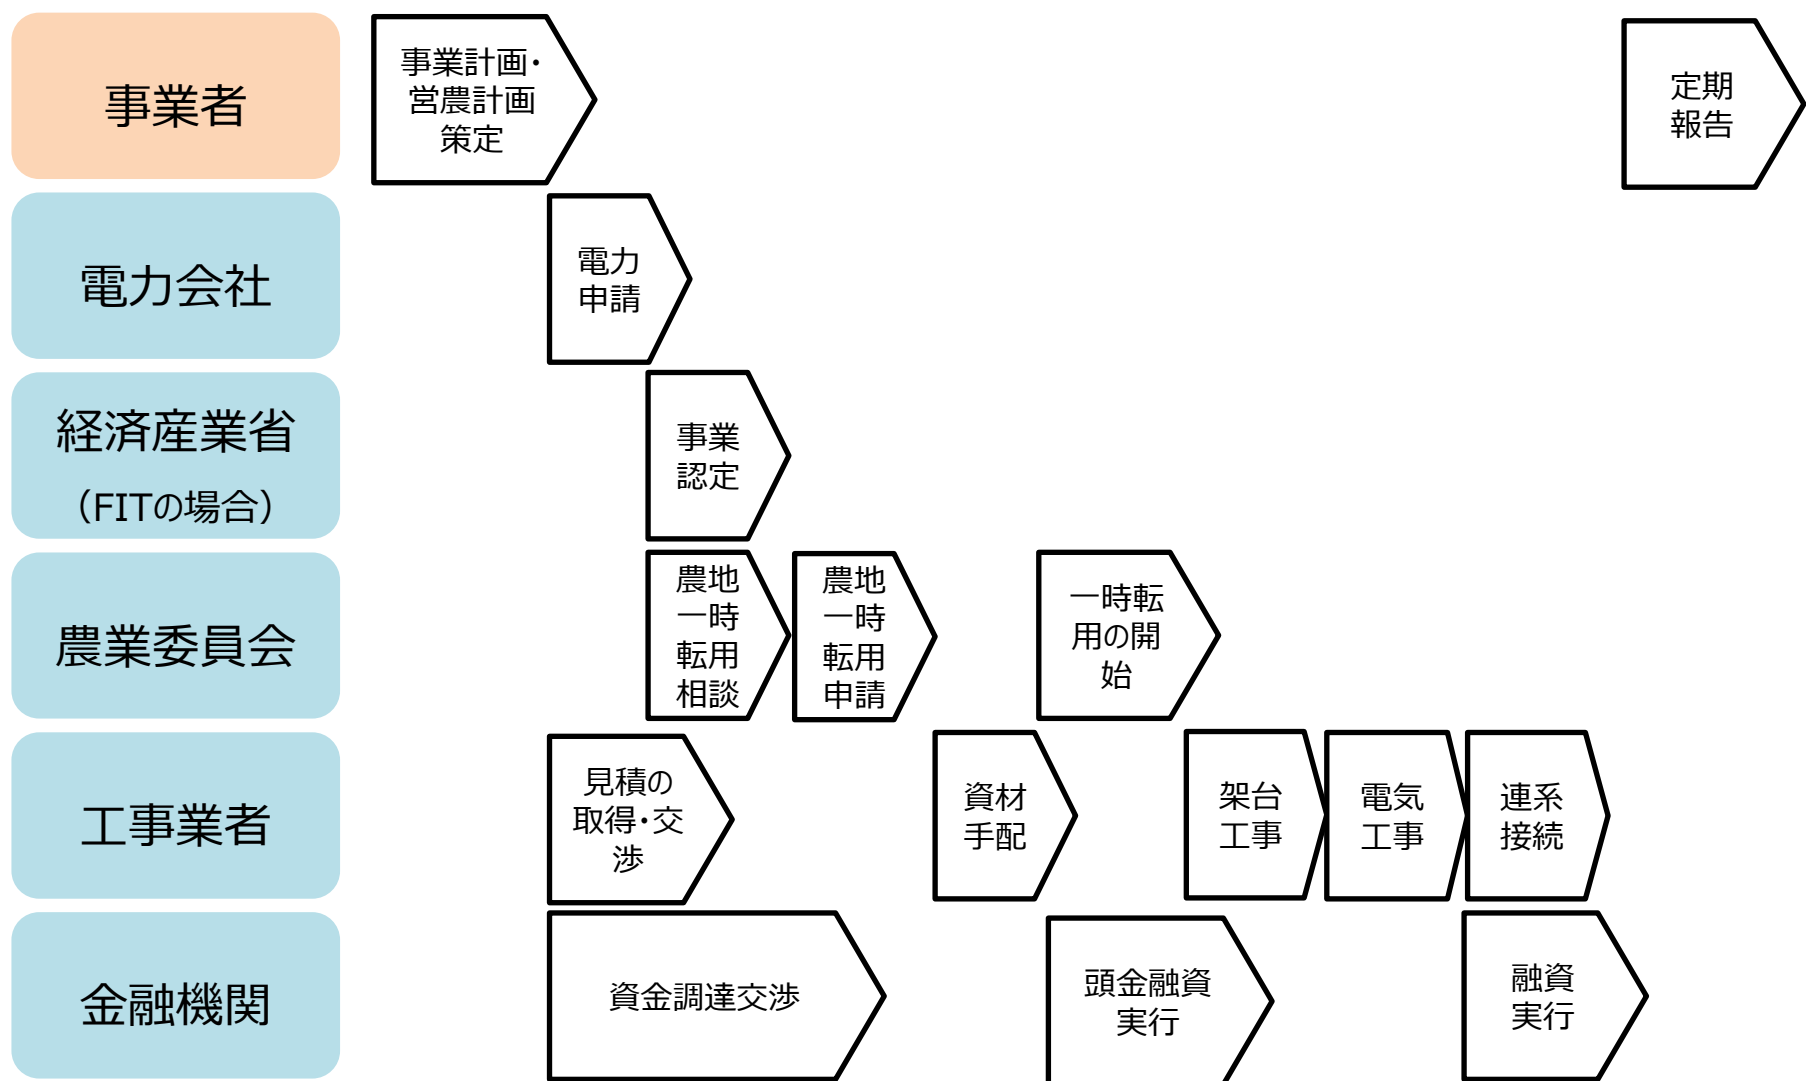 事業者
事業計画・
営農計画
策定
定期
報告
電力会社
電力
申請
経済産業省
（FITの場合）
事業
認定
農業委員会
農地
一時
転用
相談
農地
一時
転用
申請
一時転
用の開
始
工事業者
見積の
取得・交
渉
資材
手配
架台
工事
電気
工事
連系
接続
金融機関
資金調達交渉
頭金融資
実行
融資
実行